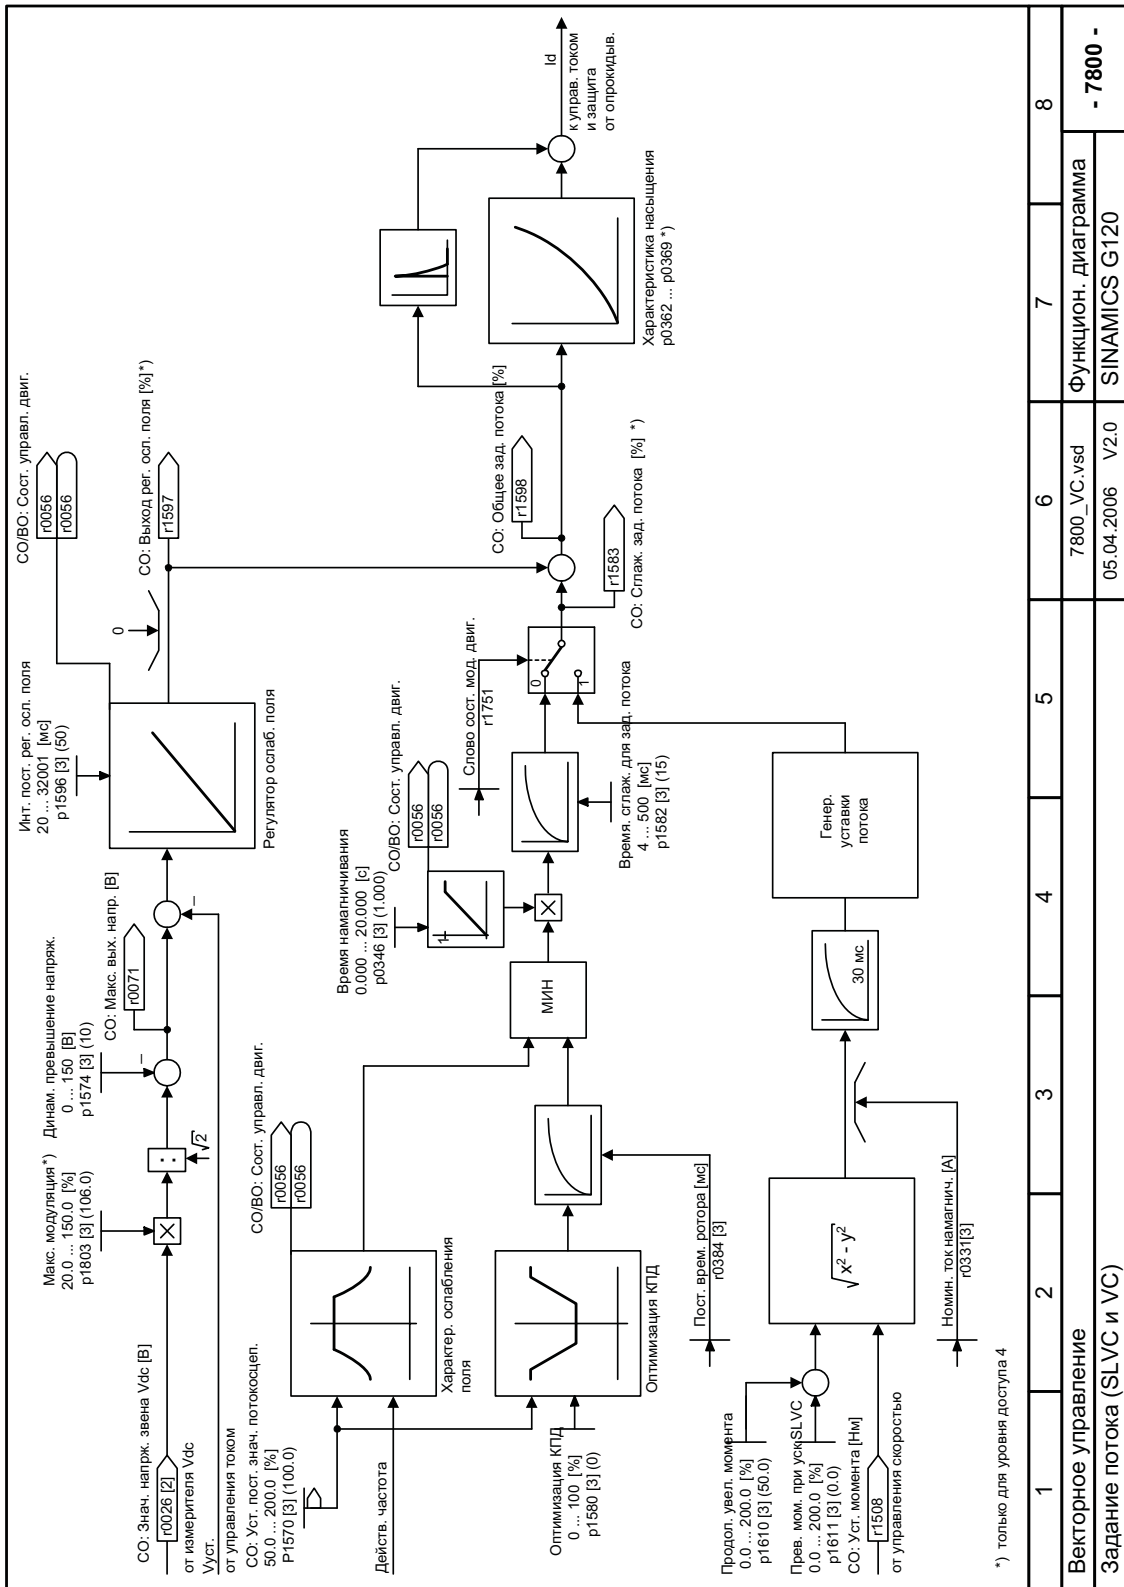 CO: Знач. напрж. звена Vdc [В]
r0026 [2]
от измерителя Vdc
Vуст.
от управления током
Макс. модуляция*)
20.0 ... 150.0 [%]
p1803 [3] (106.0)
√2
Динам. превышение напряж.
0 ... 150 [В]
p1574 [3] (10)
–
CO: Макс. вых. напр. [В]
r0071
–
Инт. пост. рег. осл. поля
20 ... 32001 [мс]
p1596 [3] (50)
Регулятор ослаб. поля
CO/BO: Сост. управл. двиг.
r0056
r0056
0
CO: Выход рег. осл. поля [%]*)
r1597
CO: Уст. пост. знач. потокосцеп.
50.0 ... 200.0 [%]
P1570 [3] (100.0)
Действ. частота
Характер. ослабления
поля
CO/BO: Сост. управл. двиг.
r0056
r0056
Оптимизация КПД
0 ... 100 [%]
p1580 [3] (0)
Оптимизация КПД
Пост. врем. ротора [мс]
r0384 [3]
МИН
Время намагничивания
0.000 ... 20.000 [с]
p0346 [3] (1.000)
1
CO/BO: Сост. управл. двиг.
r0056
r0056
Слово сост. мод. двиг.
r1751
Время. сглаж. для зад. потока
4 ... 500 [мс]
p1582 [3] (15)
0
1
CO: Сглаж. зад. потока [%] *)
r1583
CO: Общее зад. потока [%]
r1598
Характеристика насыщения
p0362 ... p0369 *)
Id
к управ. током
и защита
от опрокидыв.
Продол. увел. момента
0.0 ... 200.0 [%]
p1610 [3] (50.0)
Прев. мом. при уск SLVC
0.0 ... 200.0 [%]
p1611 [3] (0.0)
CO: Уст. момента [Нм]
r1508
от управления скоростью
√x² - y²
Номин. ток намагнич. [А]
r0331[3]
30 мс
Генер.
уставки
потока
*) только для уровня доступа 4
1 2 3 4 5 6 7 8
Векторное управление
Задание потока (SLVC и VC)
7800_VC.vsd
05.04.2006 V2.0
Функцион. диаграмма
SINAMICS G120
- 7800 -